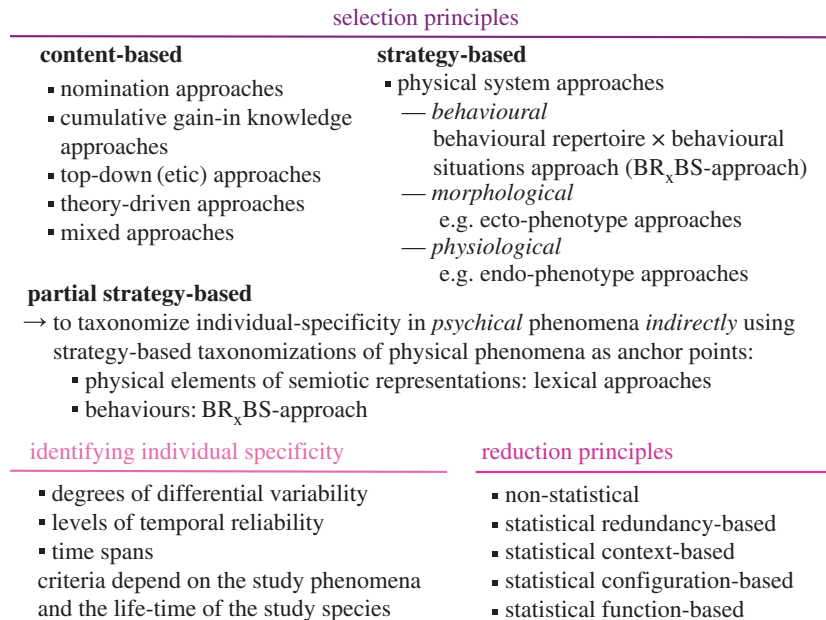 selection principles
content-based
▪ nomination approaches
▪ cumulative gain-in knowledge
approaches
▪ top-down (etic) approaches
▪ theory-driven approaches
▪ mixed approaches
strategy-based
▪ physical system approaches
— behavioural
behavioural repertoire × behavioural
situations approach (BRxBS-approach)
— morphological
e.g. ecto-phenotype approaches
— physiological
e.g. endo-phenotype approaches
partial strategy-based
→ to taxonomize individual-specificity in psychical phenomena indirectly using
strategy-based taxonomizations of physical phenomena as anchor points:
▪ physical elements of semiotic representations: lexical approaches
▪ behaviours: BRxBS-approach
identifying individual specificity
▪ degrees of differential variability
▪ levels of temporal reliability
▪ time spans
criteria depend on the study phenomena
and the life-time of the study species
reduction principles
▪ non-statistical
▪ statistical redundancy-based
▪ statistical context-based
▪ statistical configuration-based
▪ statistical function-based